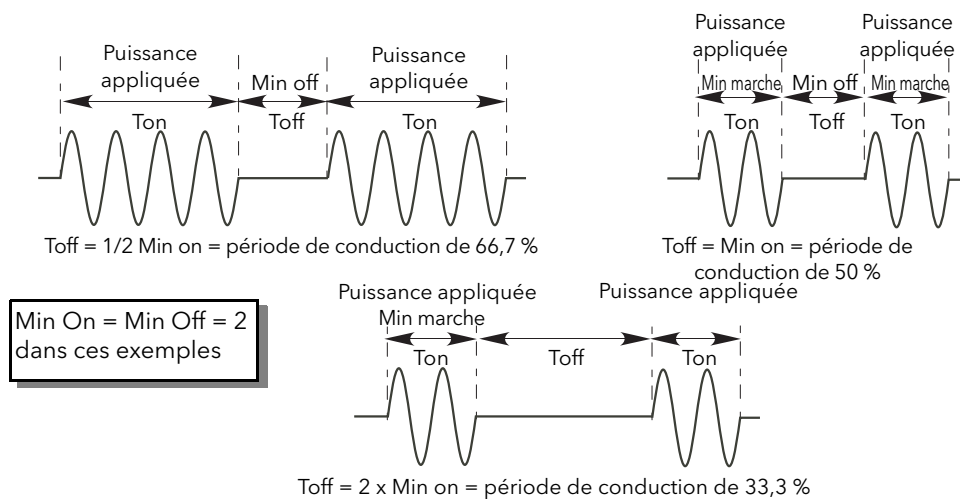 Puissance
appliquée
Min off
Puissance
appliquée
Ton
Toff
Ton
Toff = 1/2 Min on = période de conduction de 66,7 %
Puissance
appliquée
Puissance
appliquée
Min marche
Min off
Min marche
Ton
Toff
Ton
Toff = Min on = période de
conduction de 50 %
Min On = Min Off = 2
dans ces exemples
Puissance appliquée
Puissance appliquée
Min marche
Ton
Toff
Ton
Toff = 2 x Min on = période de conduction de 33,3 %